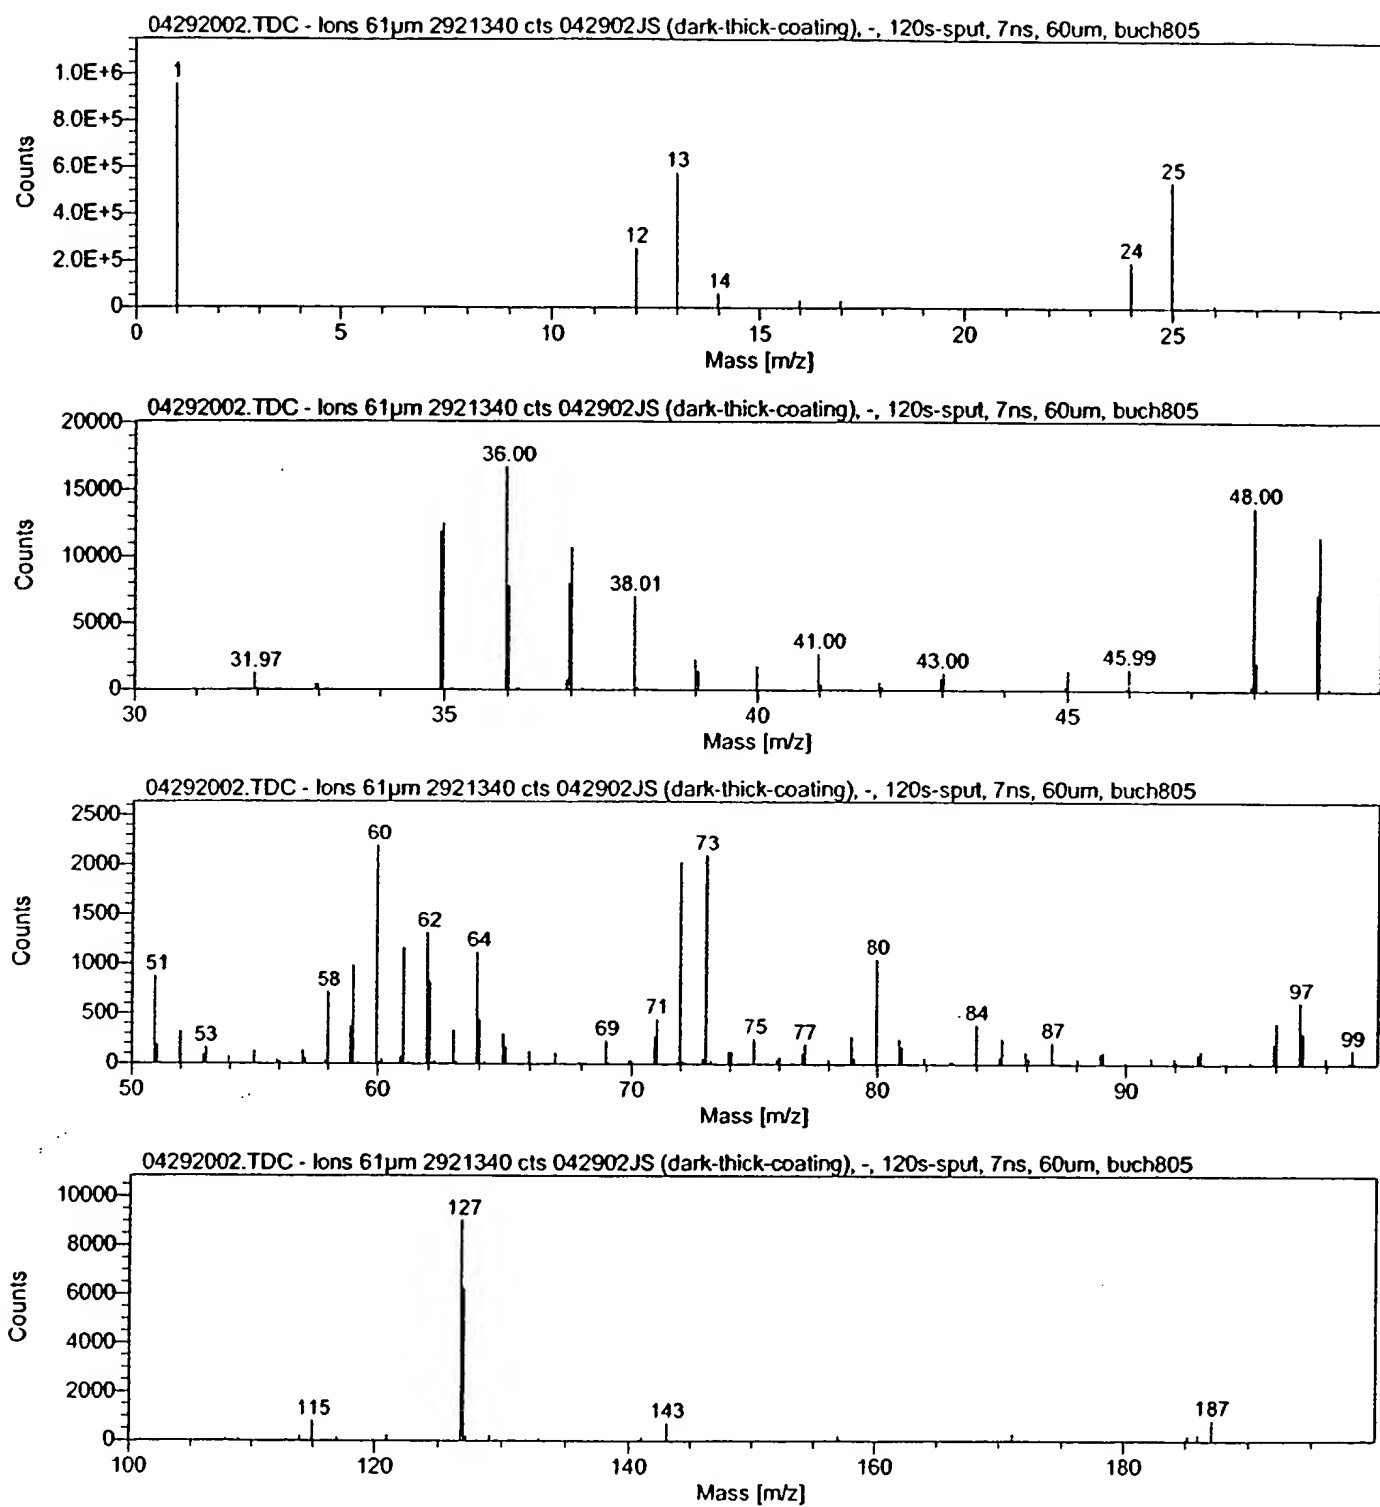 04292002.TDC - Ions 61µm 2921340 cts 042902JS (dark-thick-coating), -, 120s-sput, 7ns, 60um, buch805
1.0E+6
8.0E+5
6.0E+5
4.0E+5
2.0E+5
0
Counts
1
12
13
14
24
25
0 5 10 15 20 25
Mass [m/z]
04292002.TDC - Ions 61µm 2921340 cts 042902JS (dark-thick-coating), -, 120s-sput, 7ns, 60um, buch805
20000
15000
10000
5000
0
Counts
31.97
36.00
38.01
41.00
43.00
45.99
48.00
30 35 40 45
Mass [m/z]
04292002.TDC - Ions 61µm 2921340 cts 042902JS (dark-thick-coating), -, 120s-sput, 7ns, 60um, buch805
2500
2000
1500
1000
500
0
Counts
51
53
58
60
62
64
69
71
73
75
77
80
84
87
97
99
50 60 70 80 90
Mass [m/z]
04292002.TDC - Ions 61µm 2921340 cts 042902JS (dark-thick-coating), -, 120s-sput, 7ns, 60um, buch805
10000
8000
6000
4000
2000
0
Counts
115
127
143
187
100 120 140 160 180
Mass [m/z]